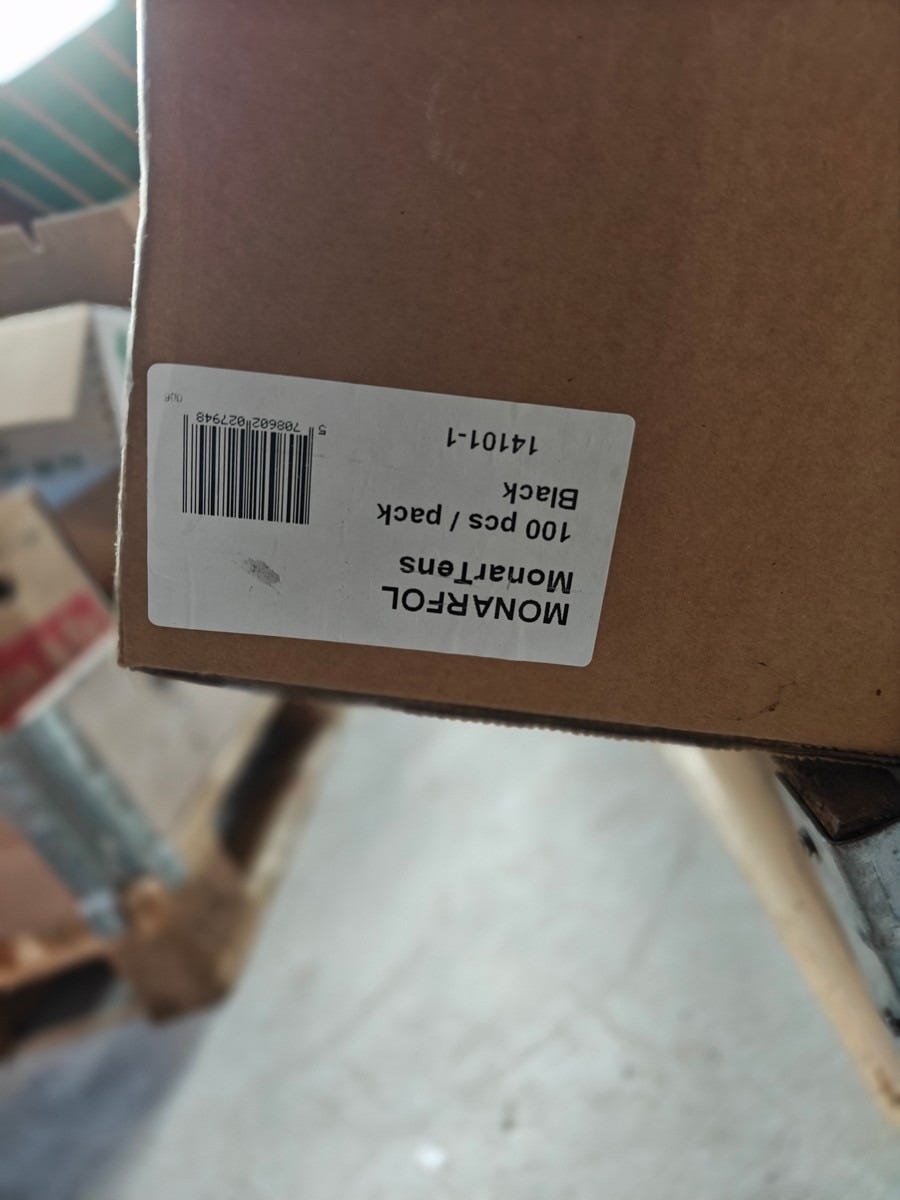 MONARFOL
MonarTens
100 pcs / pack
Black
14101-1
5 708602 027948